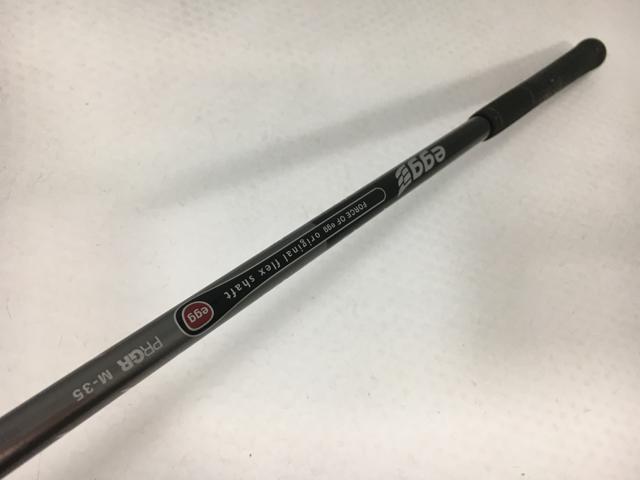 egg
FORCE OF egg original flex shaft
egg
PRGR M-35